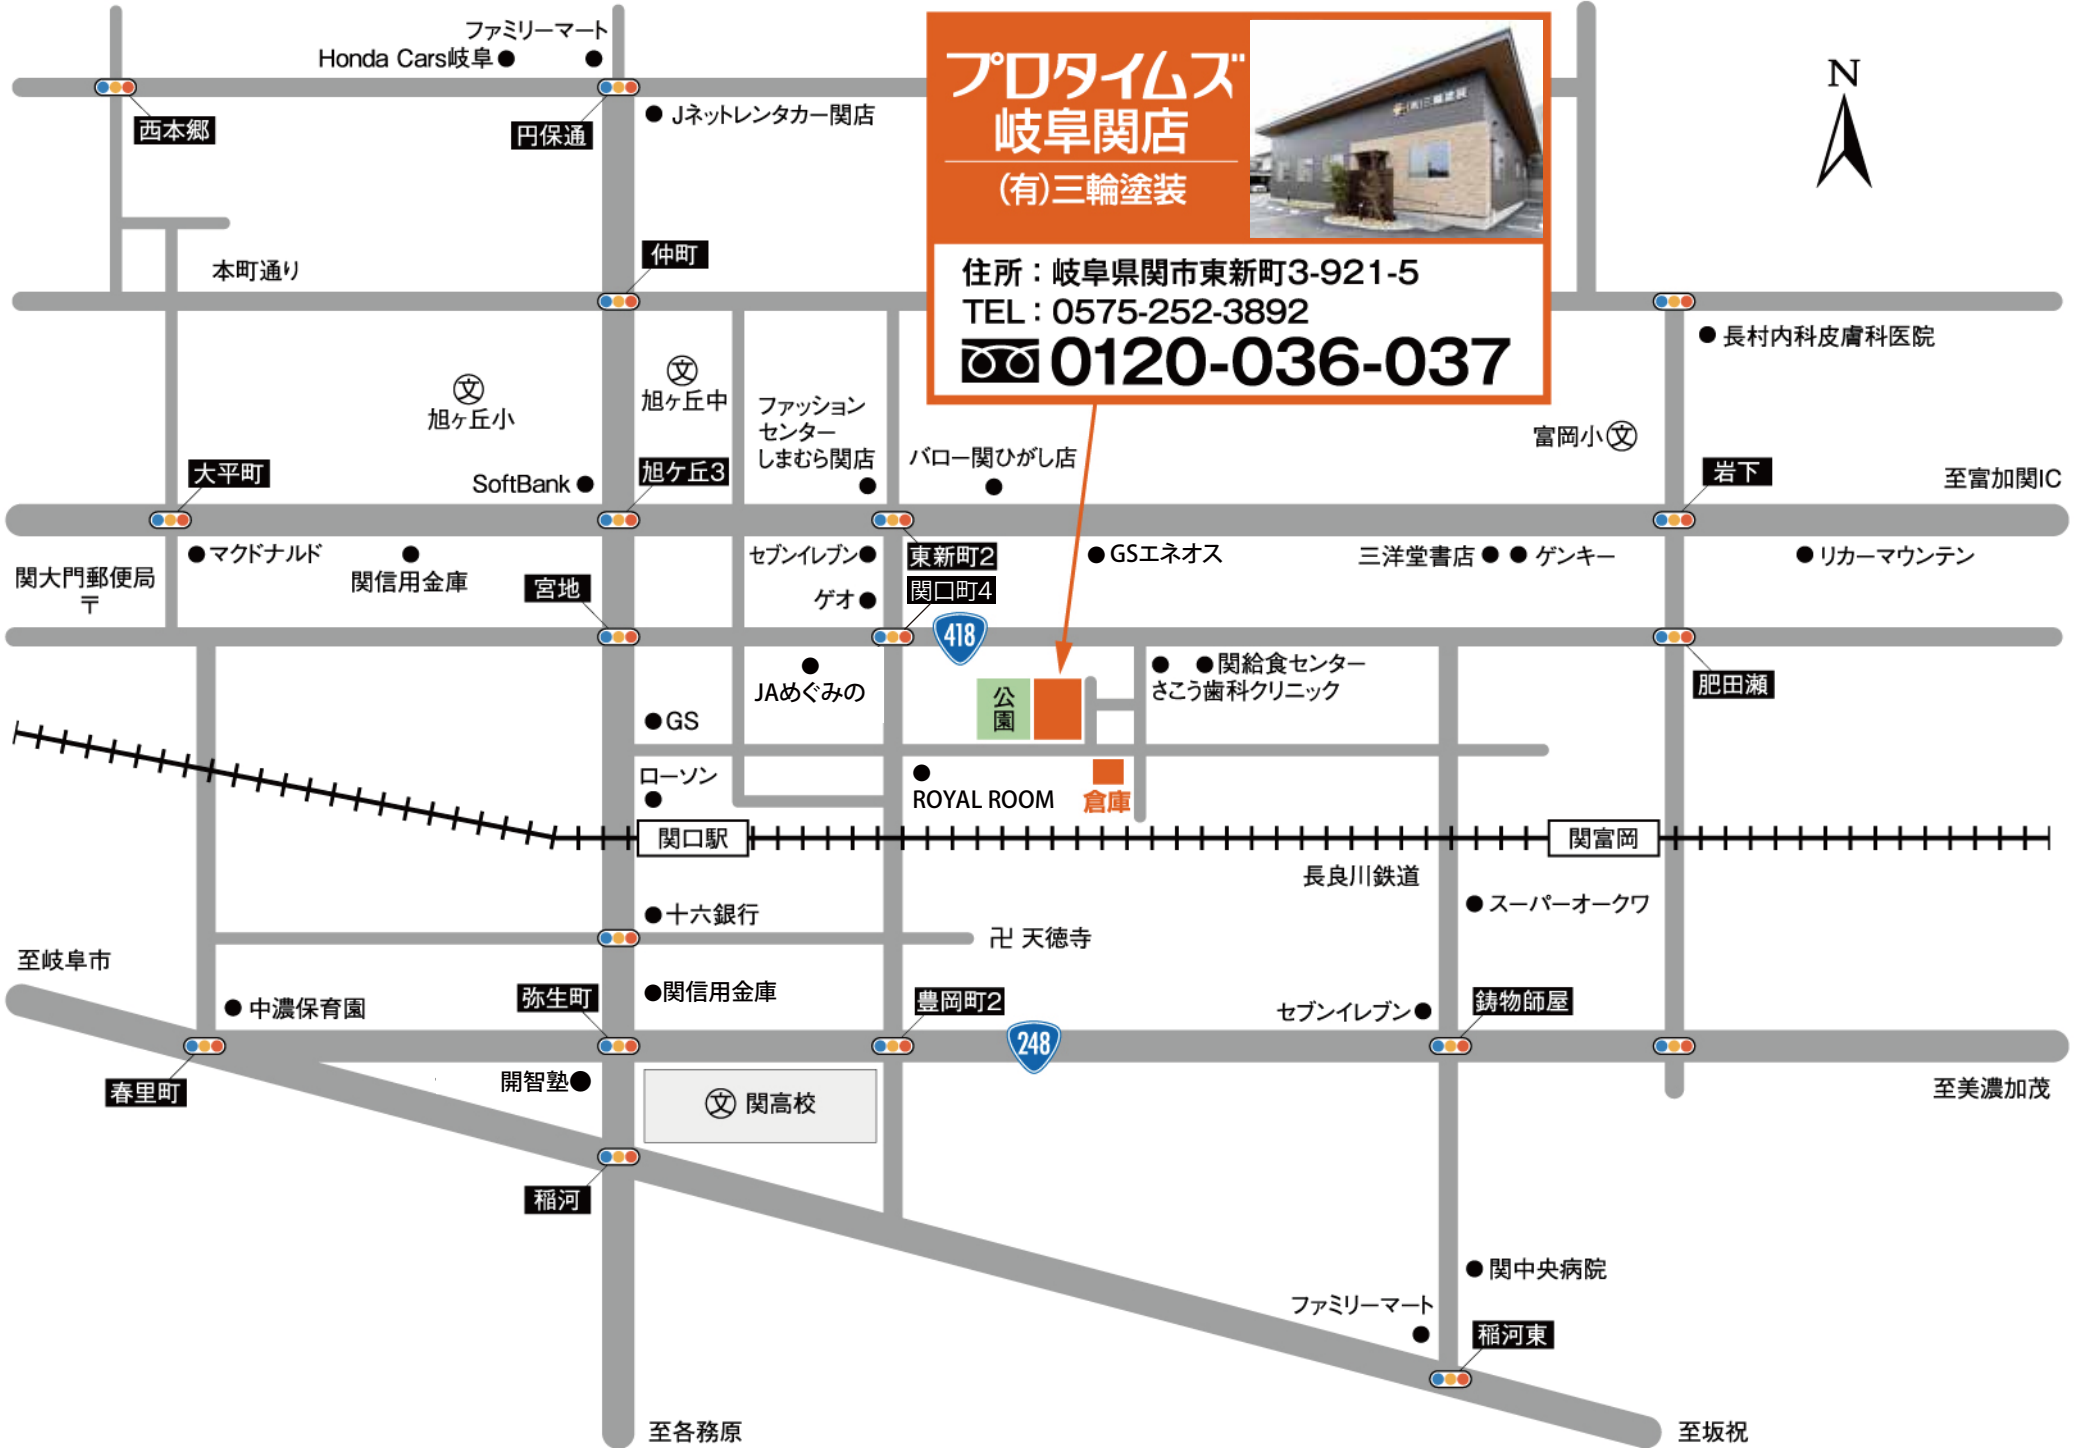 ファミリーマート
Honda Cars岐阜
西本郷
円保通
Jネットレンタカー関店
プロタイムズ
岐阜関店
(有)三輪塗装
(有)三輪塗装
N
住所：岐阜県関市東新町3-921-5
TEL：0575-252-3892
0120-036-037
本町通り
仲町
長村内科皮膚科医院
文
旭ヶ丘小
文
旭ヶ丘中
ファッション
センター
しまむら関店
バロー関ひがし店
富岡小文
大平町
SoftBank
旭ケ丘3
岩下
至富加関IC
マクドナルド
関信用金庫
セブンイレブン
東新町2
GSエネオス
三洋堂書店
ゲンキー
リカーマウンテン
関大門郵便局
〒
宮地
ゲオ
関口町4
418
JAめぐみの
公
園
関給食センター
さこう歯科クリニック
肥田瀬
GS
ローソン
ROYAL ROOM
倉庫
関口駅
関富岡
長良川鉄道
十六銀行
スーパーオークワ
卍 天徳寺
至岐阜市
中濃保育園
弥生町
関信用金庫
豊岡町2
248
セブンイレブン
鋳物師屋
春里町
開智塾
文 関高校
至美濃加茂
稲河
関中央病院
ファミリーマート
稲河東
至各務原
至坂祝